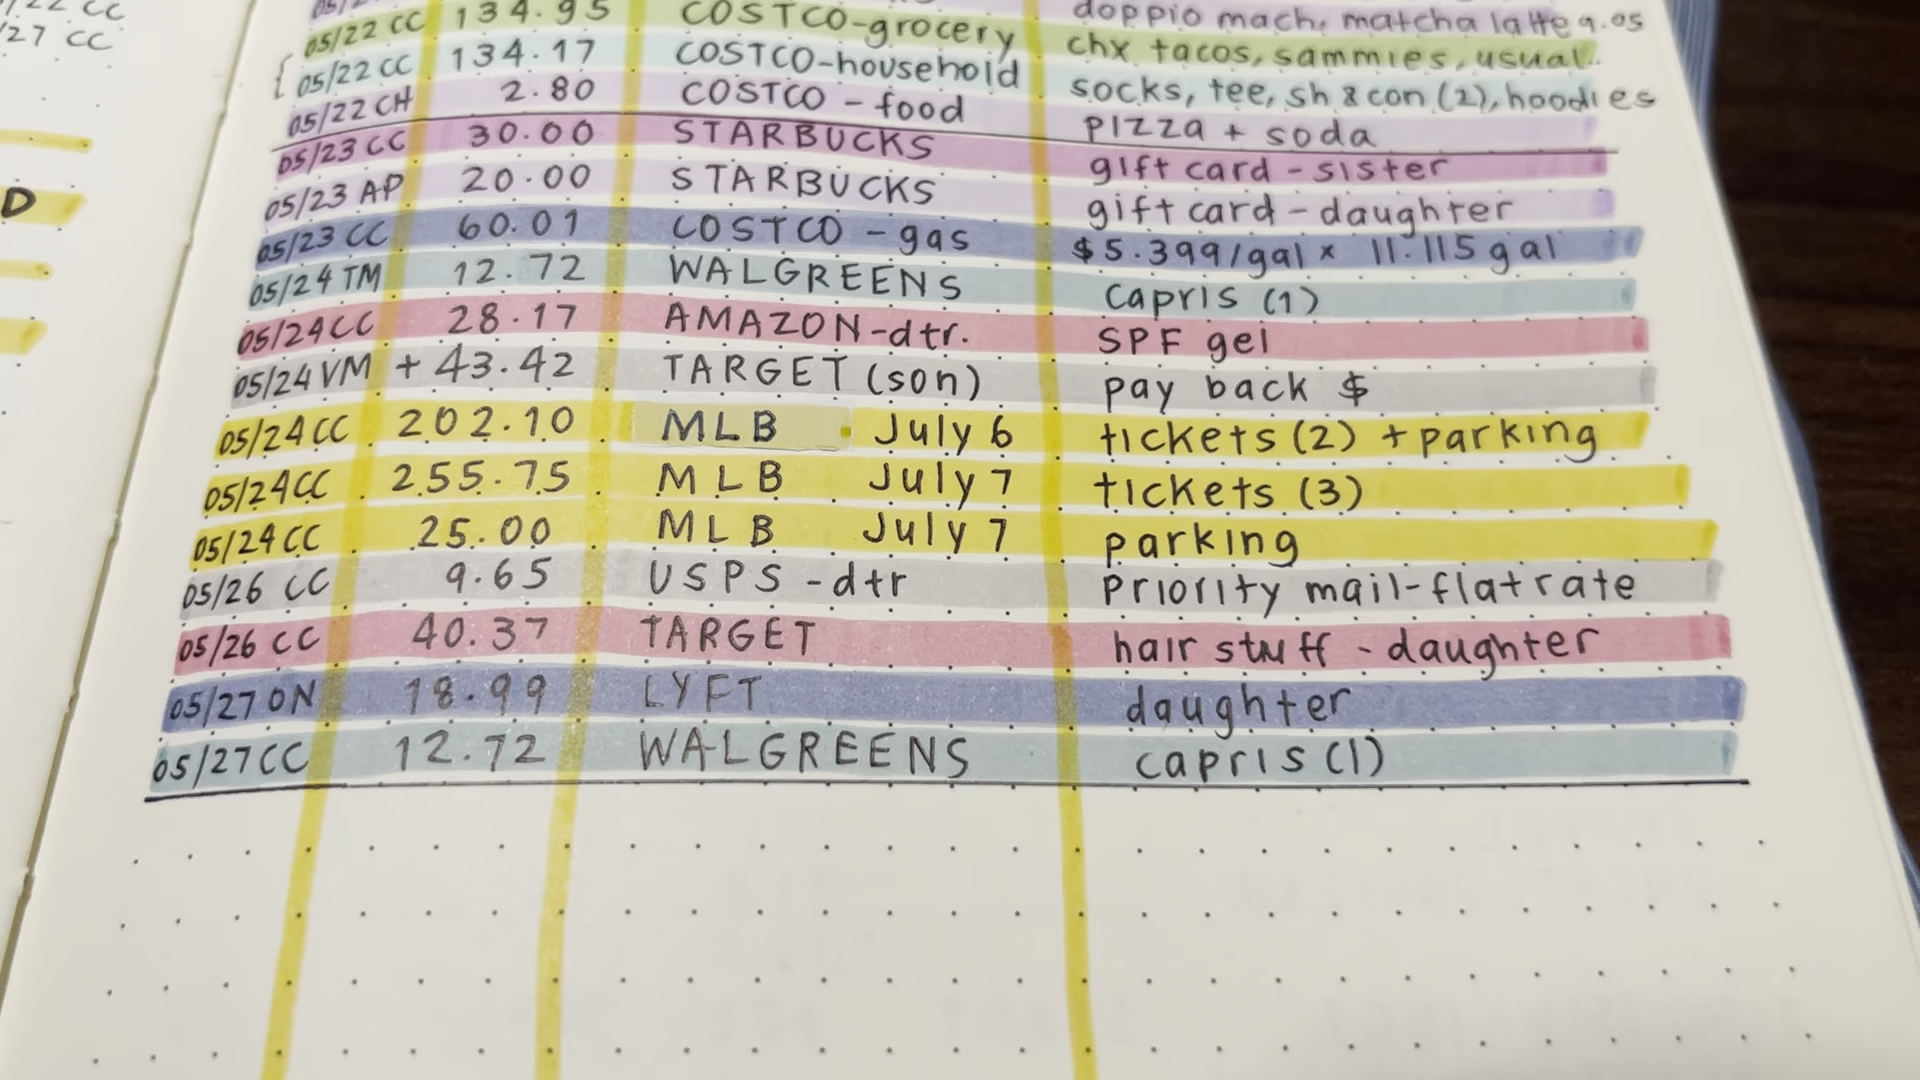 /22 CC
/27 CC
D
05/2 doppio mach, matcha latte 9.05
05/22 CC 134.95 COSTCO-grocery chx tacos, sammies, usual
05/22 CC 134.17 COSTCO-household socks, tee, sh & con (2), hoodies
05/22 CH 2.80 COSTCO - food pizza + soda
05/23 CC 30.00 STARBUCKS gift card - sister
05/23 AP 20.00 STARBUCKS gift card - daughter
05/23 CC 60.01 COSTCO - gas $5.399/gal x 11.115 gal
05/24 TM 12.72 WALGREENS capris (1)
05/24 CC 28.17 AMAZON-dtr. SPF gel
05/24 VM + 43.42 TARGET (son) pay back $
05/24 CC 202.10 MLB July 6 tickets (2) + parking
05/24 CC 255.75 MLB July 7 tickets (3)
05/24 CC 25.00 MLB July 7 parking
05/26 CC 9.65 USPS - dtr priority mail-flat rate
05/26 CC 40.37 TARGET hair stuff - daughter
05/27 ON 18.99 LYFT daughter
05/27 CC 12.72 WALGREENS capris (1)